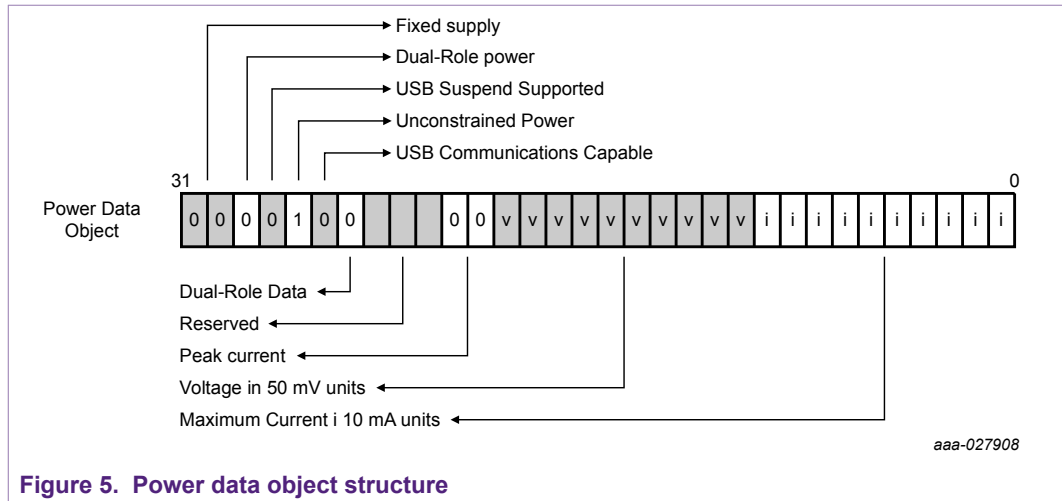 Fixed supply
Dual-Role power
USB Suspend Supported
Unconstrained Power
USB Communications Capable
31 0
Power Data Object
0 0 0 0 1 0 0 0 0 v v v v v v v v v v i i i i i i i i i i
Dual-Role Data
Reserved
Peak current
Voltage in 50 mV units
Maximum Current i 10 mA units
aaa-027908
Figure 5. Power data object structure